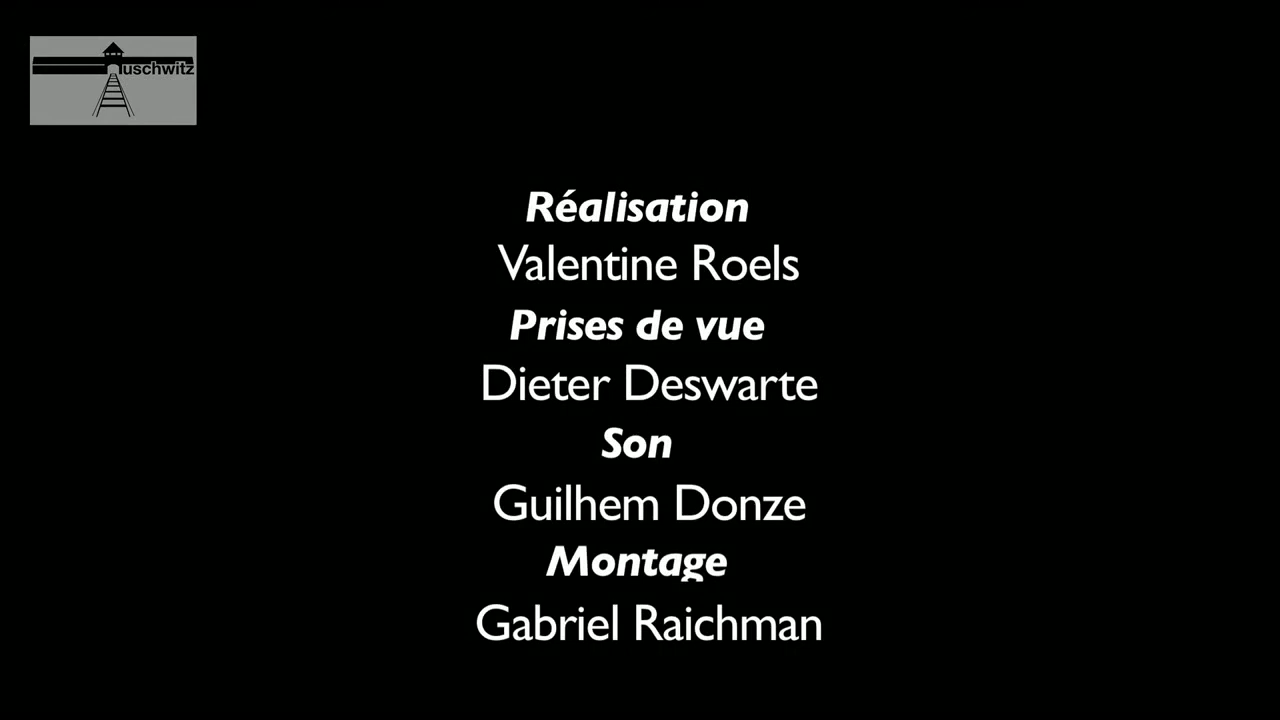 uschwitz
Réalisation
Valentine Roels
Prises de vue
Dieter Deswarte
Son
Guilhem Donze
Montage
Gabriel Raichman